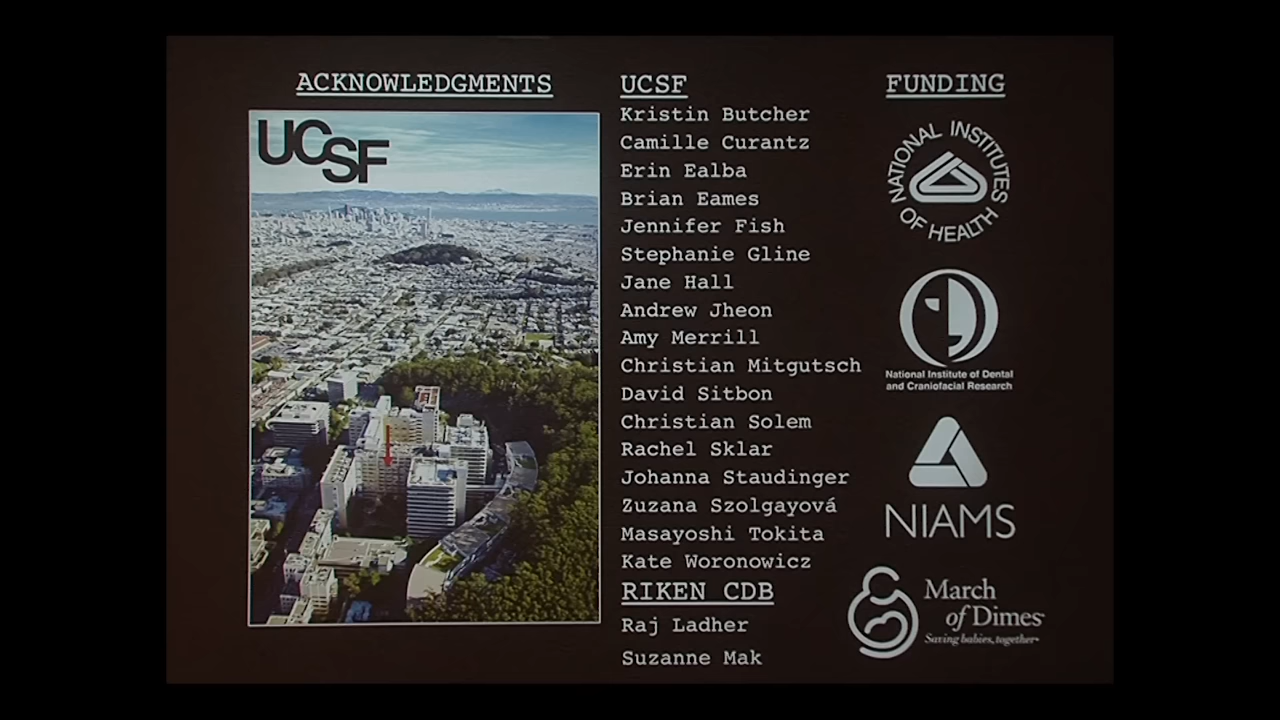 ACKNOWLEDGMENTS
UCSF
UCSF
Kristin Butcher
Camille Curantz
Erin Ealba
Brian Eames
Jennifer Fish
Stephanie Gline
Jane Hall
Andrew Jheon
Amy Merrill
Christian Mitgutsch
David Sitbon
Christian Solem
Rachel Sklar
Johanna Staudinger
Zuzana Szolgayová
Masayoshi Tokita
Kate Woronowicz
RIKEN CDB
Raj Ladher
Suzanne Mak
FUNDING
NATIONAL INSTITUTES
OF HEALTH
National Institute of Dental
and Craniofacial Research
NIAMS
March
of Dimes
Saving babies, together